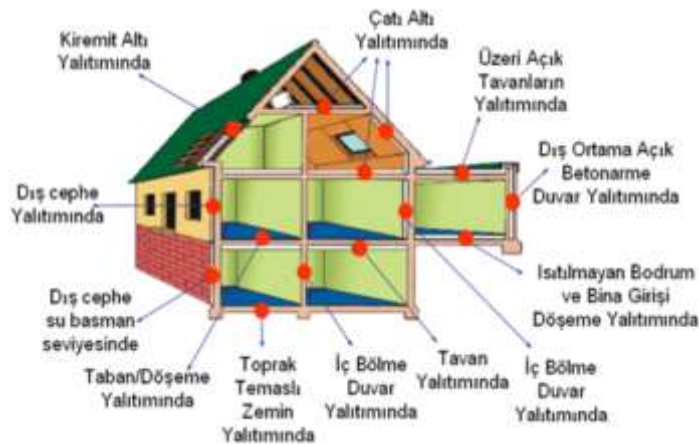 Kiremit Altı
Yalıtımında
Çatı Altı
Yalıtımında
Üzeri Açık
Tavanların
Yalıtımında
Dış Ortama Açık
Betonarme
Duvar Yalıtımında
Dış cephe
Yalıtımında
Isıtılmayan Bodrum
ve Bina Girişi
Döşeme Yalıtımında
Dış cephe
su basman
seviyesinde
Taban/Döşeme
Yalıtımında
Toprak
Temaslı
Zemin
Yalıtımında
İç Bölme
Duvar
Yalıtımında
Tavan
Yalıtımında
İç Bölme
Duvar
Yalıtımında